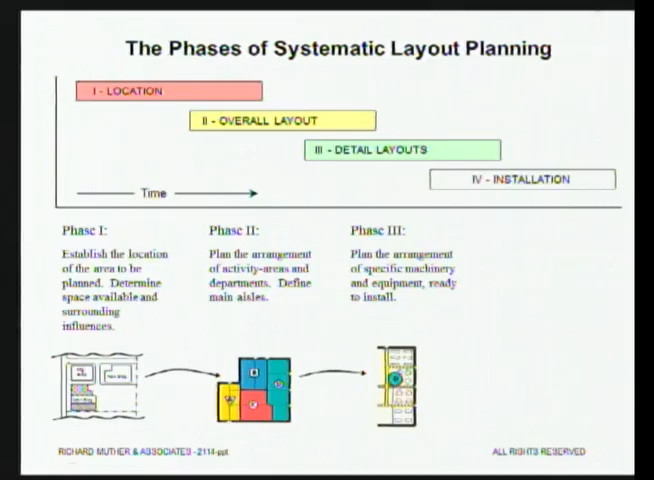 The Phases of Systematic Layout Planning
I - LOCATION
II - OVERALL LAYOUT
III - DETAIL LAYOUTS
IV - INSTALLATION
Time
Phase I:
Establish the location
of the area to be
planned. Determine
space available and
surrounding
influences.
Phase II:
Plan the arrangement
of activity-areas and
departments. Define
main aisles.
Phase III:
Plan the arrangement
of specific machinery
and equipment, ready
to install.
RICHARD MUTHER & ASSOCIATES - 2114-ppt
ALL RIGHTS RESERVED